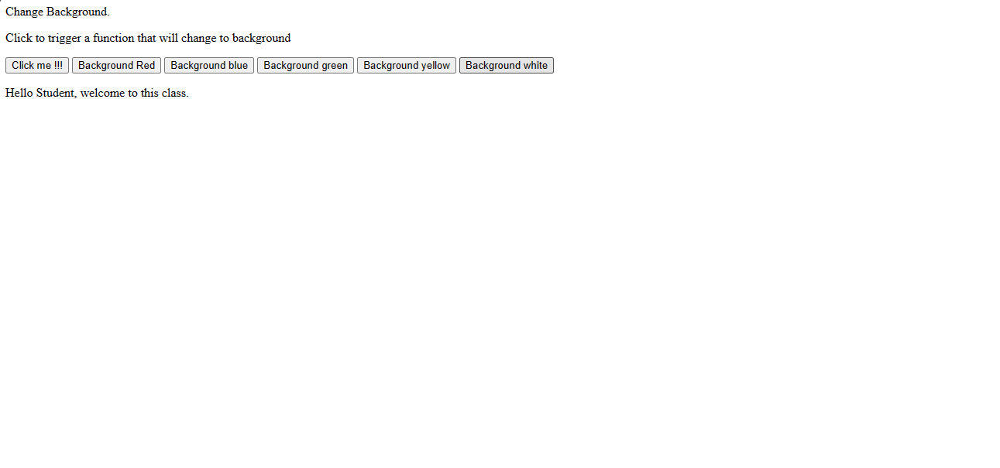 Change Background.
Click to trigger a function that will change to background
Click me !!! Background Red Background blue Background green Background yellow Background white
Hello Student, welcome to this class.